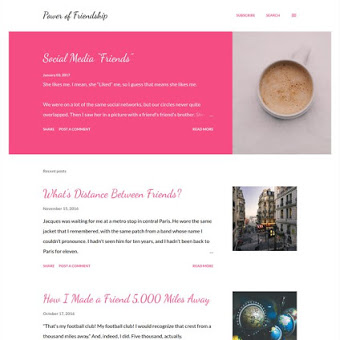 Power of Friendship
SUBSCRIBE SEARCH
Social Media "Friends"
January 08, 2017
She likes me. I mean, she "Liked" me, so I guess that means she likes me.
We were on a lot of the same social networks, but our circles never quite
overlapped. Then I saw her in a picture with a friend's friend's brother. She
SHARE POST A COMMENT READ MORE
Recent posts
What's Distance Between Friends?
November 13, 2016
Jacques was waiting for me at a metro stop in central Paris. He wore the same
jacket that I remembered, with the same patch from a band whose name I
couldn't pronounce. I hadn't seen him for ten years, and I hadn't been back to
Paris for eleven.
SHARE POST A COMMENT READ MORE
How I Made a Friend 5,000 Miles Away
October 17, 2016
"That's my football club! My football club! I would recognize that crest from a
thousand miles away." And, indeed, I did. Five thousand, actually.